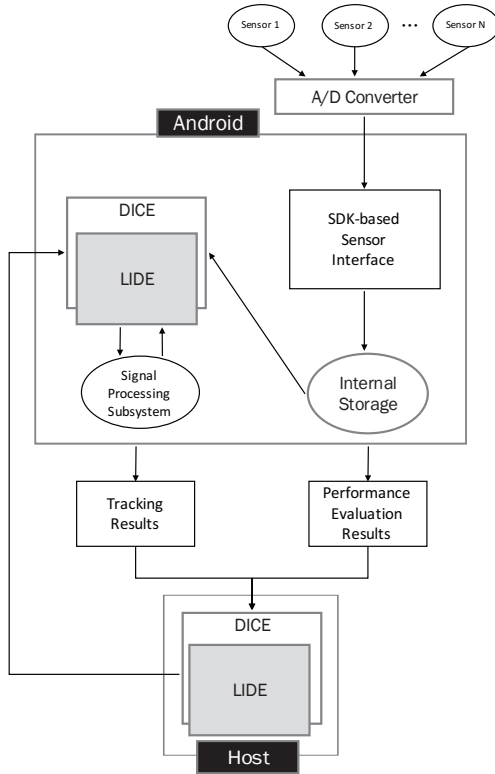 Sensor 1
Sensor 2
...
Sensor N
A/D Converter
Android
DICE
LIDE
SDK-based
Sensor
Interface
Signal
Processing
Subsystem
Internal
Storage
Tracking
Results
Performance
Evaluation
Results
DICE
LIDE
Host